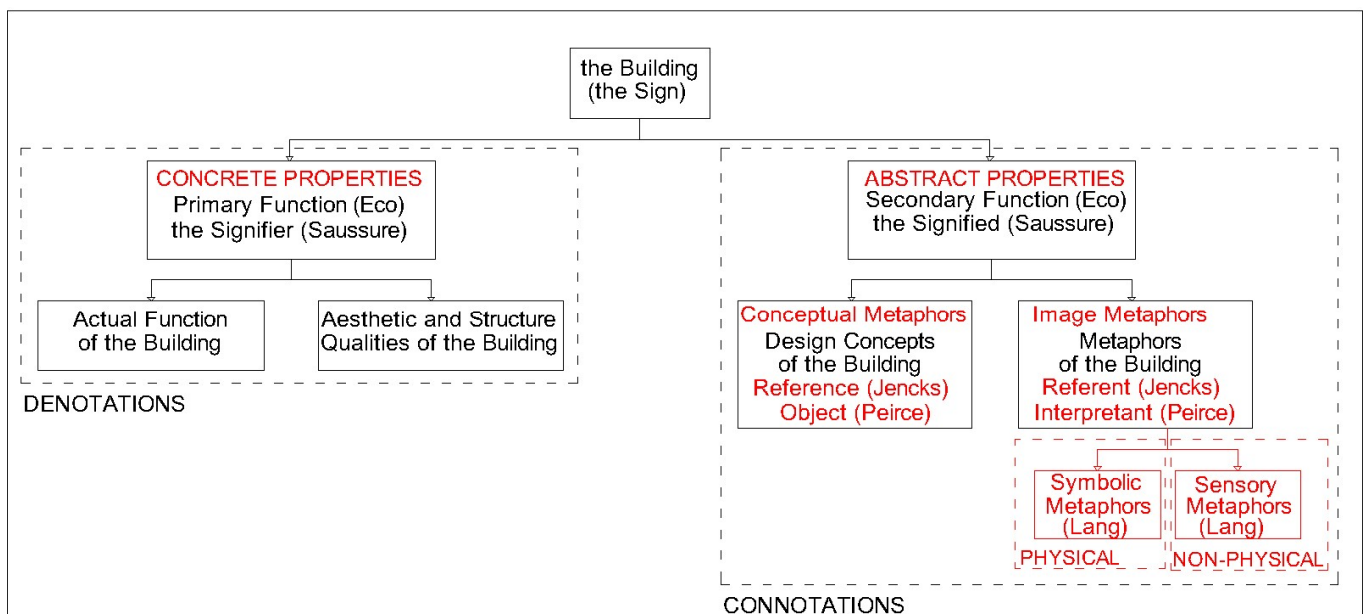 the Building
(the Sign)
CONCRETE PROPERTIES
Primary Function (Eco)
the Signifier (Saussure)
Actual Function
of the Building
Aesthetic and Structure
Qualities of the Building
DENOTATIONS
ABSTRACT PROPERTIES
Secondary Function (Eco)
the Signified (Saussure)
Conceptual Metaphors
Design Concepts
of the Building
Reference (Jencks)
Object (Peirce)
Image Metaphors
Metaphors
of the Building
Referent (Jencks)
Interpretant (Peirce)
Symbolic
Metaphors
(Lang)
PHYSICAL
Sensory
Metaphors
(Lang)
NON-PHYSICAL
CONNOTATIONS